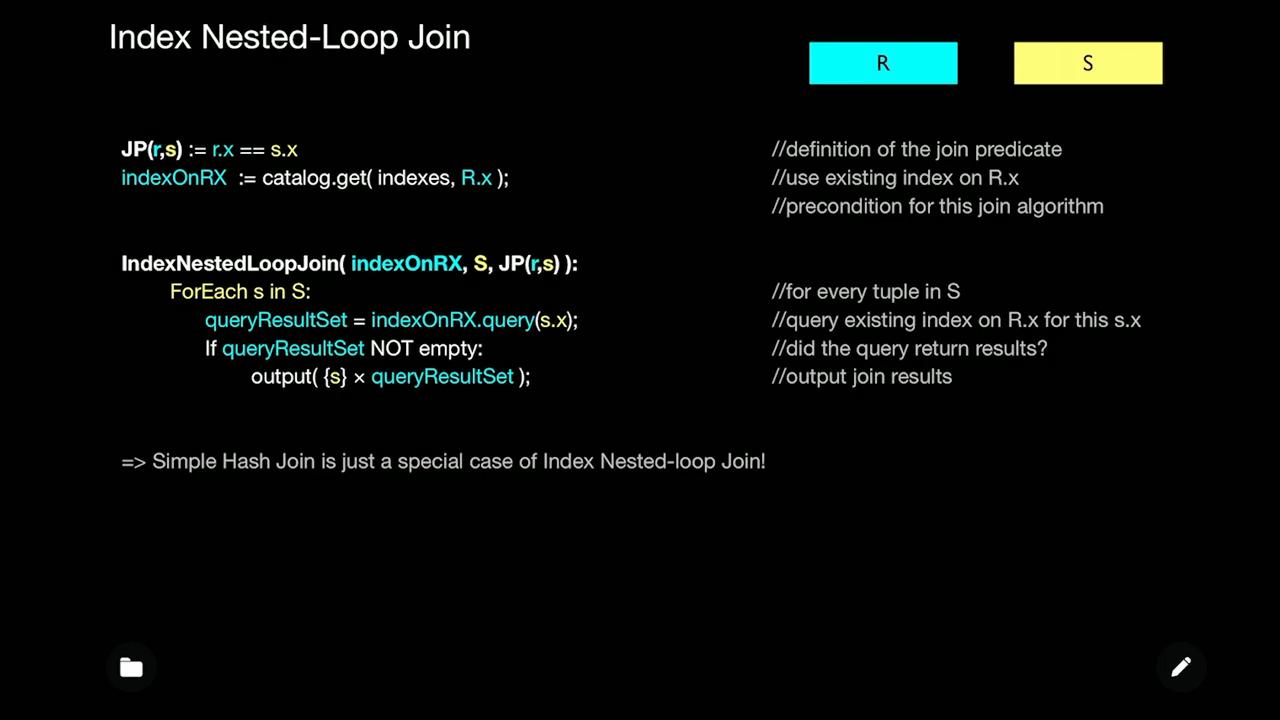 Index Nested-Loop Join
R
S
JP(r,s) := r.x == s.x //definition of the join predicate
indexOnRX := catalog.get( indexes, R.x ); //use existing index on R.x
//precondition for this join algorithm
IndexNestedLoopJoin( indexOnRX, S, JP(r,s) ):
ForEach s in S: //for every tuple in S
queryResultSet = indexOnRX.query(s.x); //query existing index on R.x for this s.x
If queryResultSet NOT empty: //did the query return results?
output( {s} × queryResultSet ); //output join results
=> Simple Hash Join is just a special case of Index Nested-loop Join!